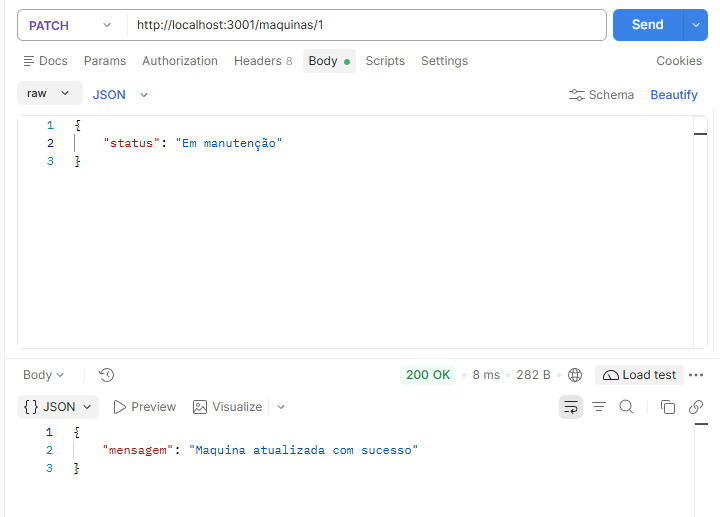 PATCH http://localhost:3001/maquinas/1 Send
Docs Params Authorization Headers 8 Body Scripts Settings Cookies
raw JSON Schema Beautify
1 {
2 "status": "Em manutenção"
3 }
Body 200 OK 8 ms 282 B Load test
{} JSON Preview Visualize
1 {
2 "mensagem": "Maquina atualizada com sucesso"
3 }